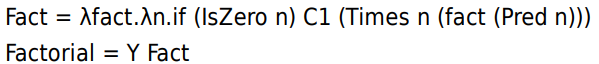 Fact = λfact.λn.if (IsZero n) C1 (Times n (fact (Pred n)))
Factorial = Y Fact